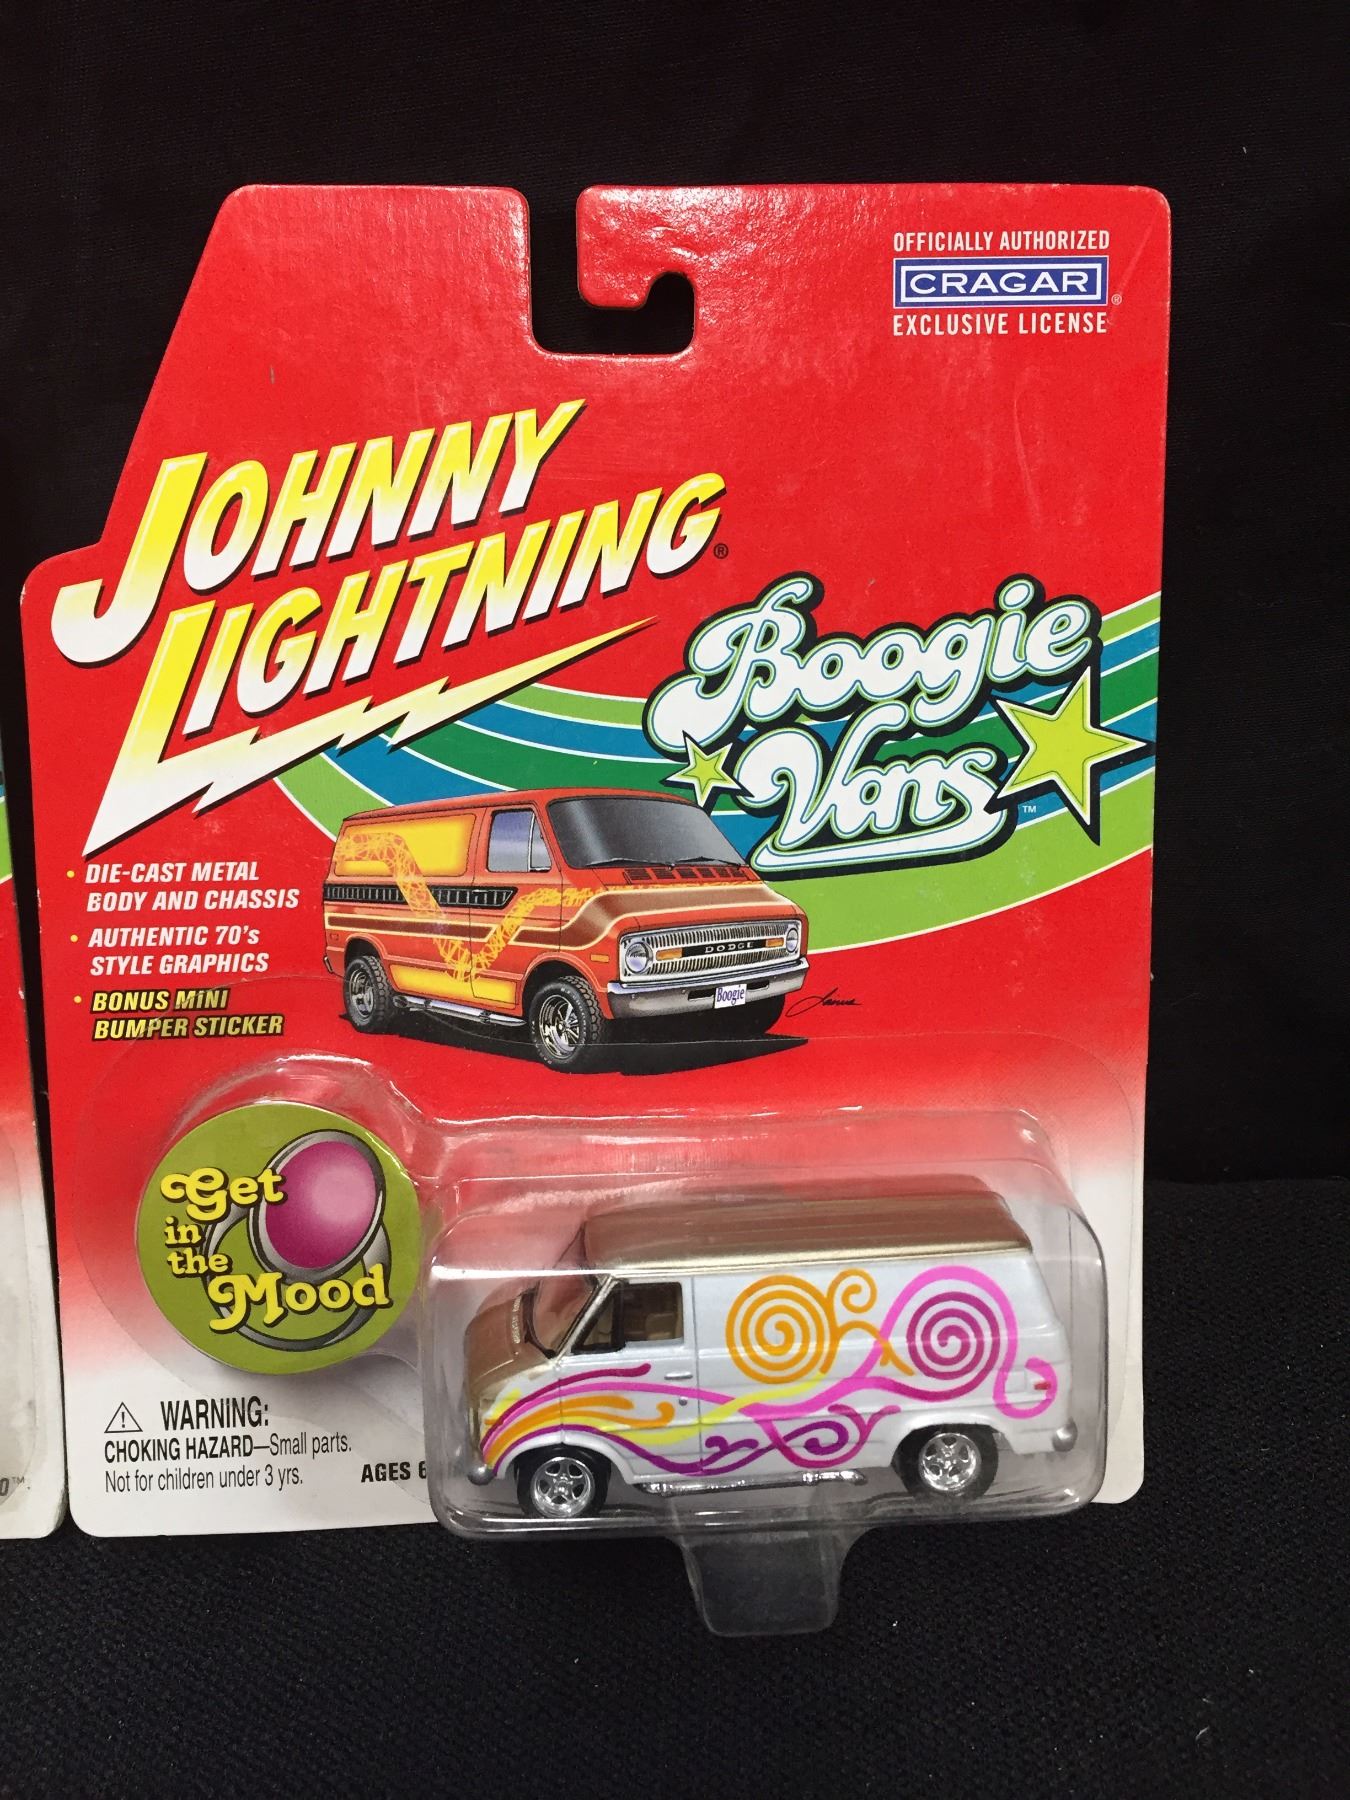 OFFICIALLY AUTHORIZED
CRAGAR®
EXCLUSIVE LICENSE
JOHNNY
LIGHTNING®
Boogie
Vans™
• DIE-CAST METAL
BODY AND CHASSIS
• AUTHENTIC 70's
STYLE GRAPHICS
• BONUS MINI
BUMPER STICKER
DODGE
Boogie
Get
in
the
Mood
⚠ WARNING:
CHOKING HAZARD—Small parts.
Not for children under 3 yrs.
AGES 6